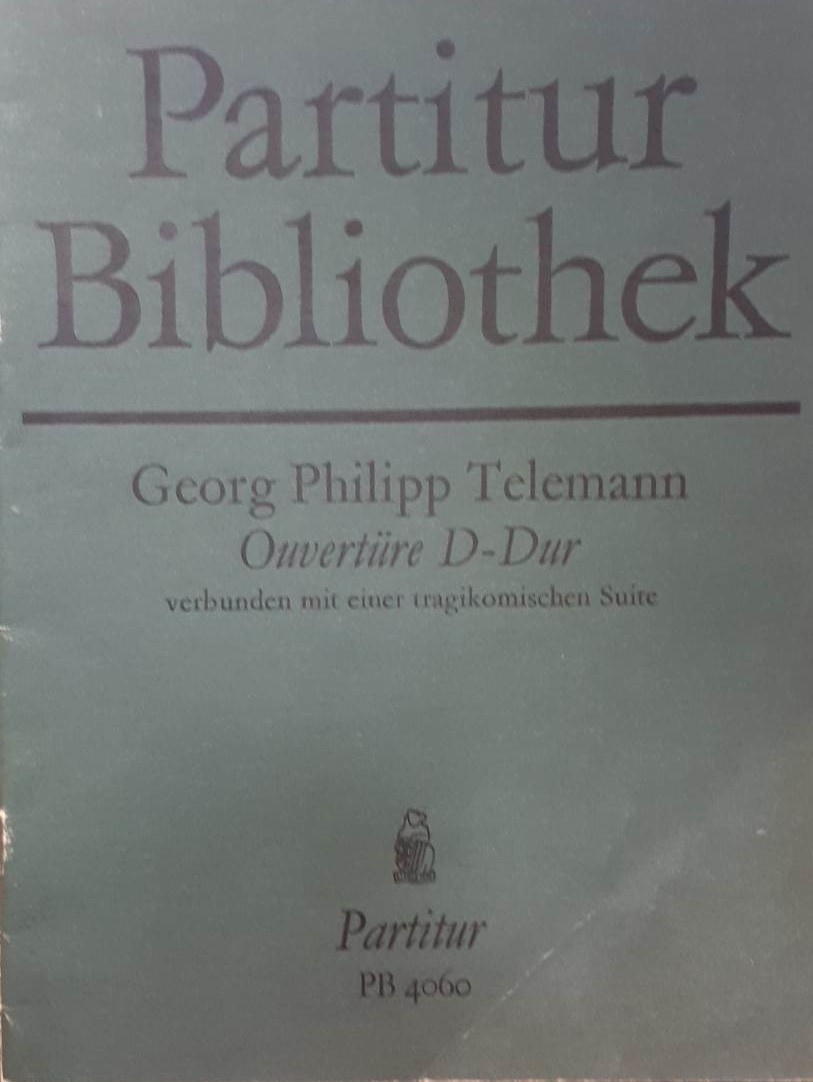 Partitur
Bibliothek
Georg Philipp Telemann
Ouvertüre D-Dur
verbunden mit einer tragikomischen Suite
Partitur
PB 4060